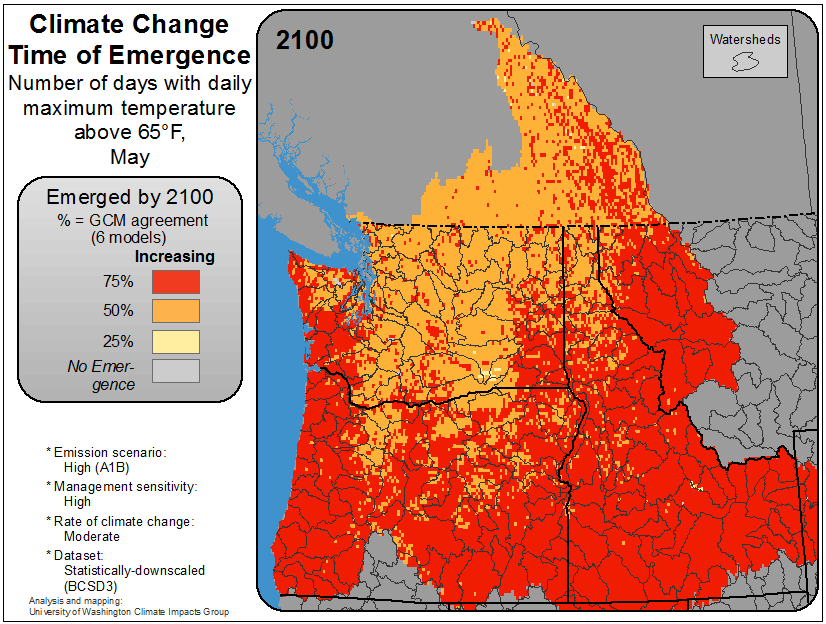 Climate Change
Time of Emergence
Number of days with daily
maximum temperature
above 65°F,
May
Emerged by 2100
% = GCM agreement
(6 models)
Increasing
75%
50%
25%
No Emer-
gence
* Emission scenario:
High (A1B)
* Management sensitivity:
High
* Rate of climate change:
Moderate
* Dataset:
Statistically-downscaled
(BCSD3)
Analysis and mapping:
University of Washington Climate Impacts Group
2100
Watersheds